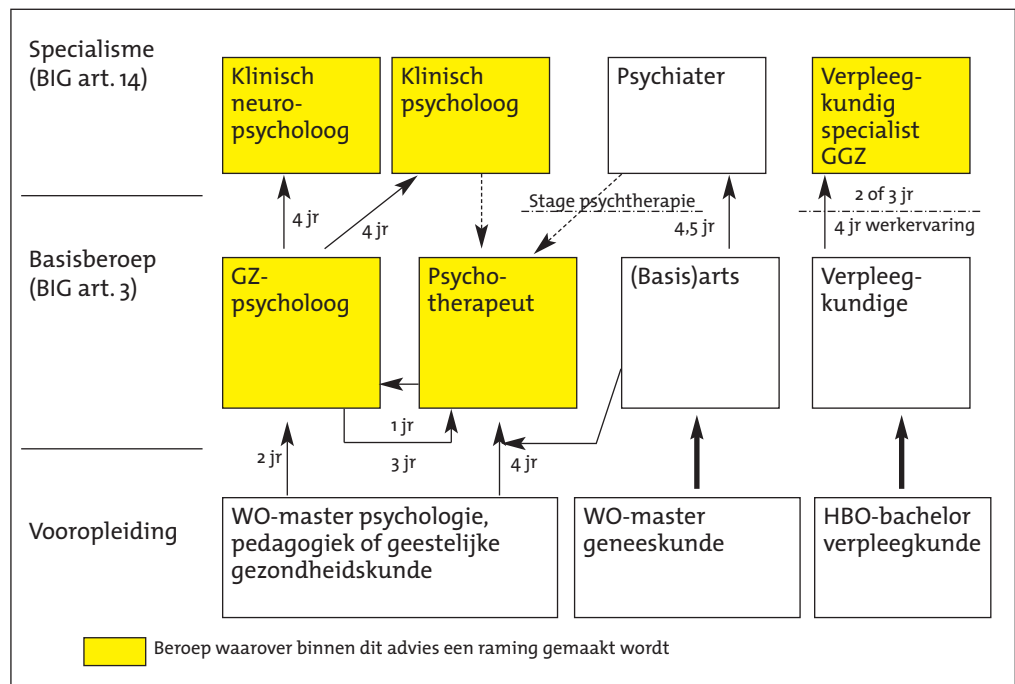 Specialisme
(BIG art. 14)
Klinisch
neuro-
psycholoog
Klinisch
psycholoog
Psychiater
Verpleeg-
kundig
specialist
GGZ
4 jr
4 jr
Stage psychtherapie
4,5 jr
2 of 3 jr
4 jr werkervaring
Basisberoep
(BIG art. 3)
GZ-
psycholoog
Psycho-
therapeut
(Basis)arts
Verpleeg-
kundige
1 jr
2 jr
3 jr
4 jr
Vooropleiding
WO-master psychologie,
pedagogiek of geestelijke
gezondheidskunde
WO-master
geneeskunde
HBO-bachelor
verpleegkunde
Beroep waarover binnen dit advies een raming gemaakt wordt